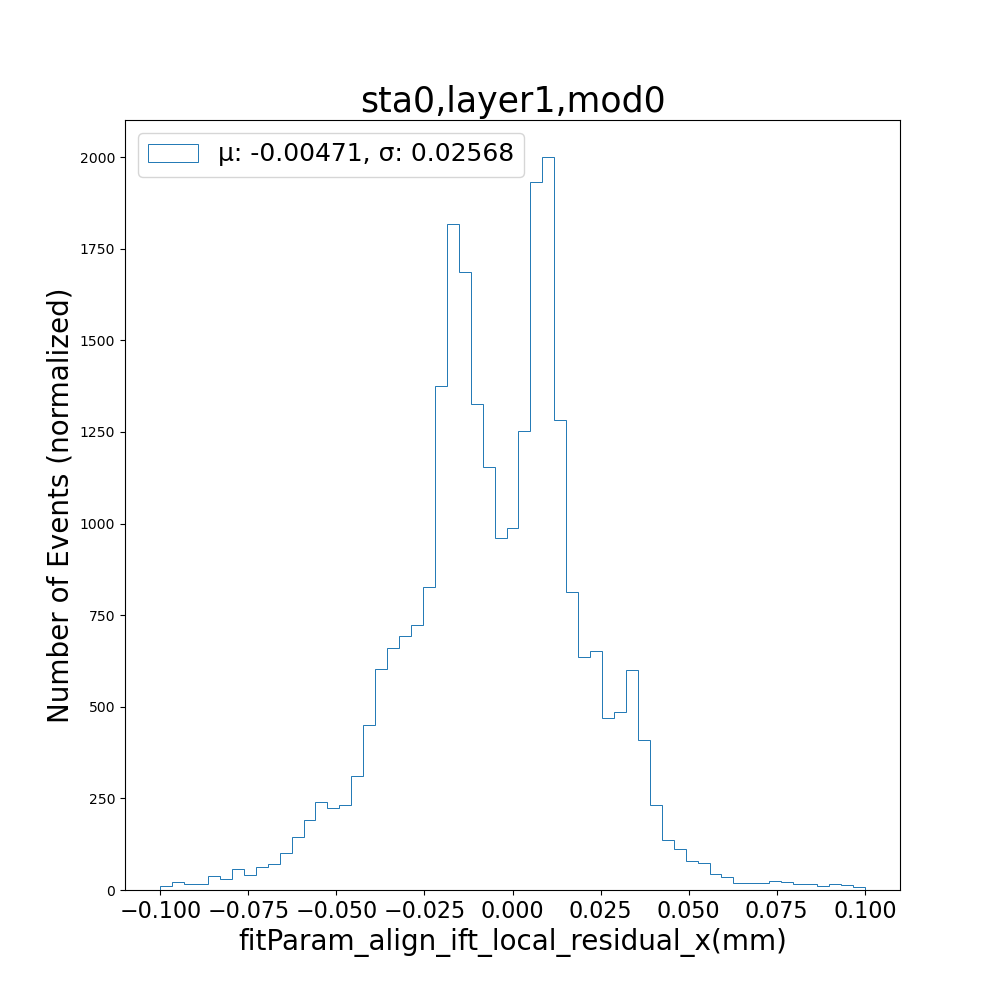 sta0,layer1,mod0
μ: -0.00471, σ: 0.02568
Number of Events (normalized)
2000
1750
1500
1250
1000
750
500
250
0
−0.100 −0.075 −0.050 −0.025 0.000 0.025 0.050 0.075 0.100
fitParam_align_ift_local_residual_x(mm)